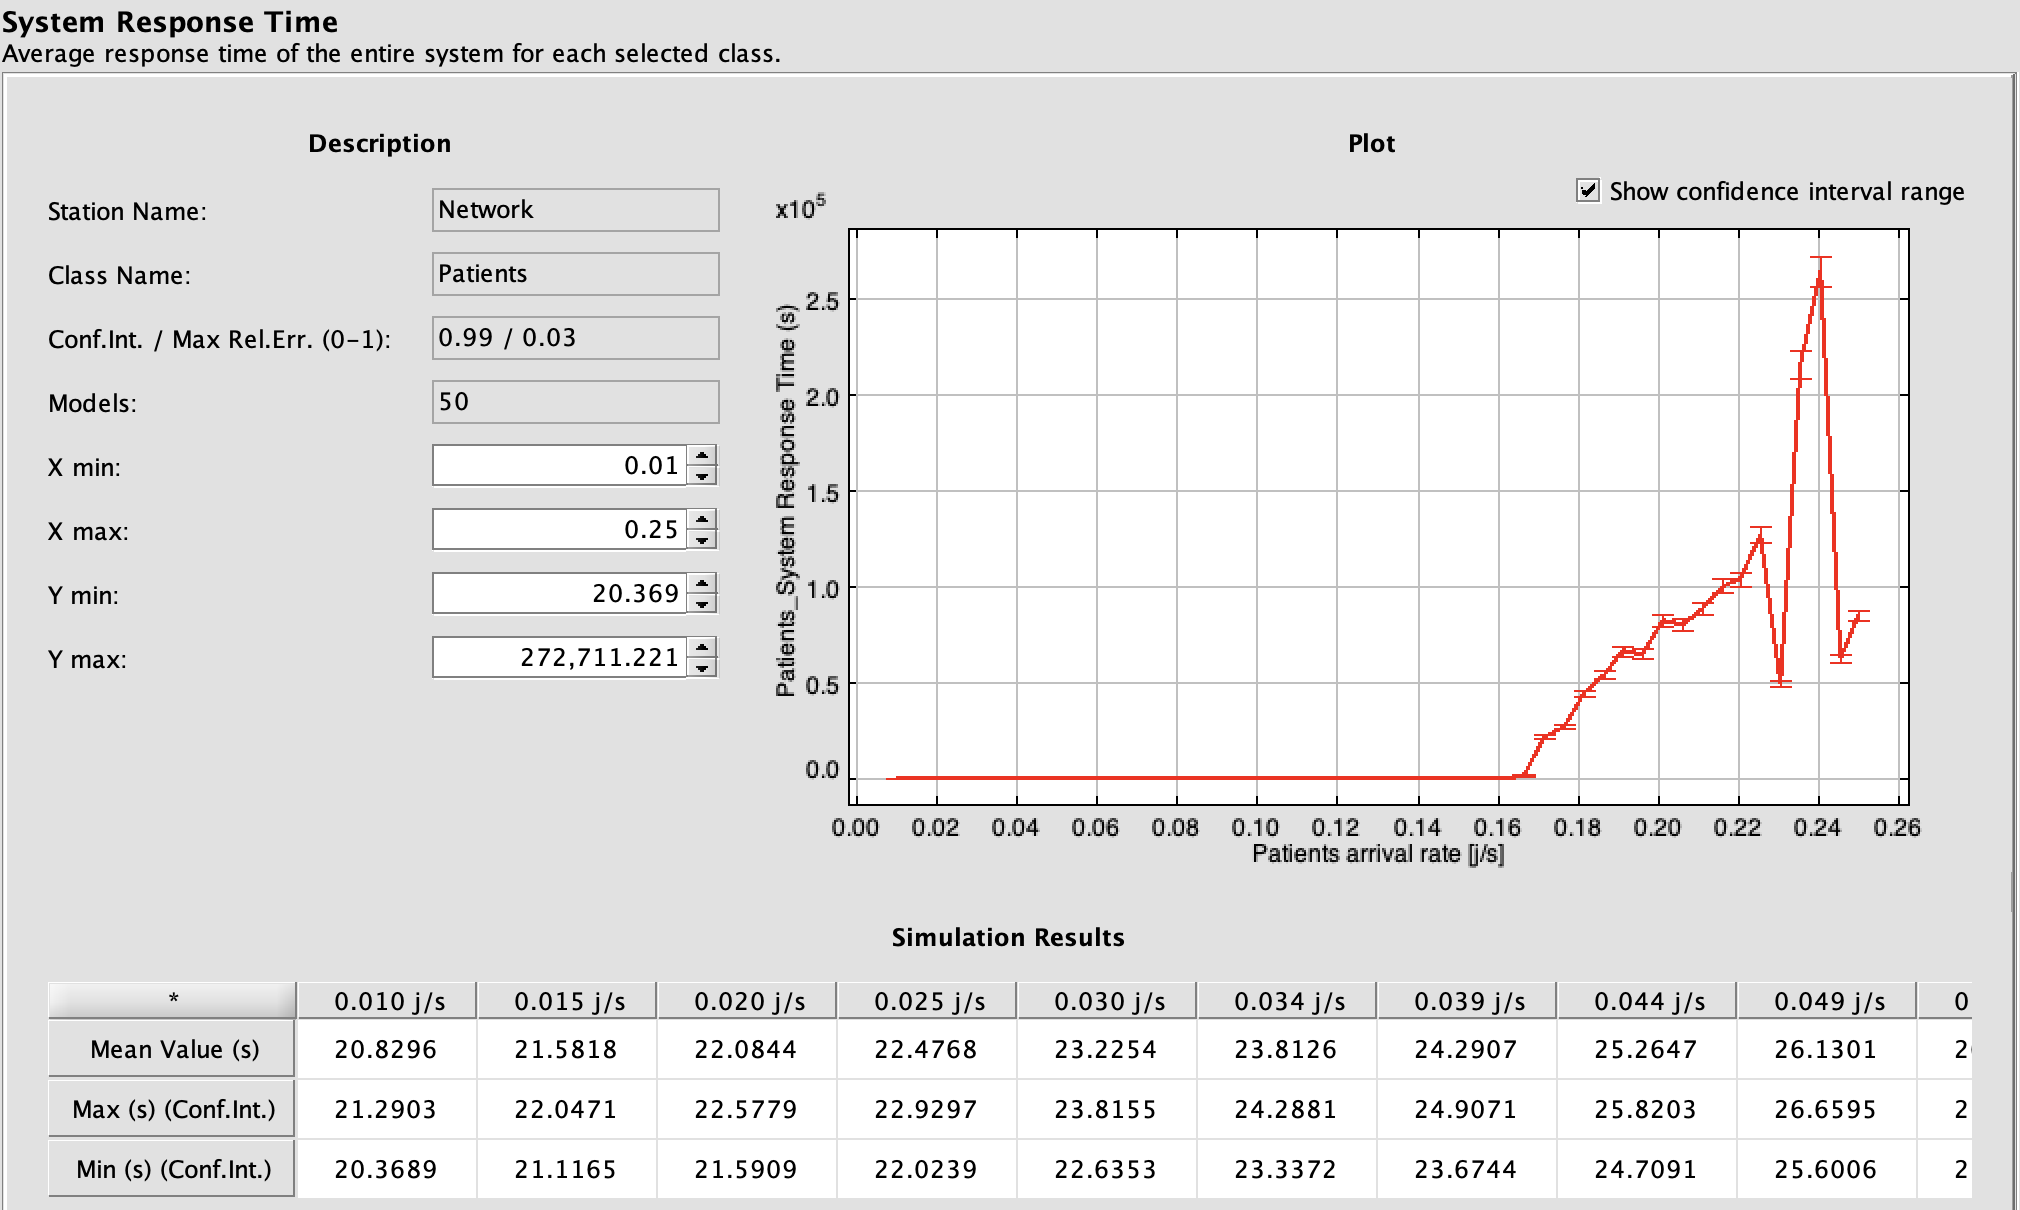 System Response Time
Average response time of the entire system for each selected class.
Description
Station Name: Network
Class Name: Patients
Conf.Int. / Max Rel.Err. (0-1): 0.99 / 0.03
Models: 50
X min: 0.01
X max: 0.25
Y min: 20.369
Y max: 272,711.221
Plot
Show confidence interval range
x10^5
Patients_System Response Time (s)
2.5
2.0
1.5
1.0
0.5
0.0
0.00 0.02 0.04 0.06 0.08 0.10 0.12 0.14 0.16 0.18 0.20 0.22 0.24 0.26
Patients arrival rate [j/s]
Simulation Results
* 0.010 j/s 0.015 j/s 0.020 j/s 0.025 j/s 0.030 j/s 0.034 j/s 0.039 j/s 0.044 j/s 0.049 j/s 0
Mean Value (s) 20.8296 21.5818 22.0844 22.4768 23.2254 23.8126 24.2907 25.2647 26.1301 2
Max (s) (Conf.Int.) 21.2903 22.0471 22.5779 22.9297 23.8155 24.2881 24.9071 25.8203 26.6595 2
Min (s) (Conf.Int.) 20.3689 21.1165 21.5909 22.0239 22.6353 23.3372 23.6744 24.7091 25.6006 2